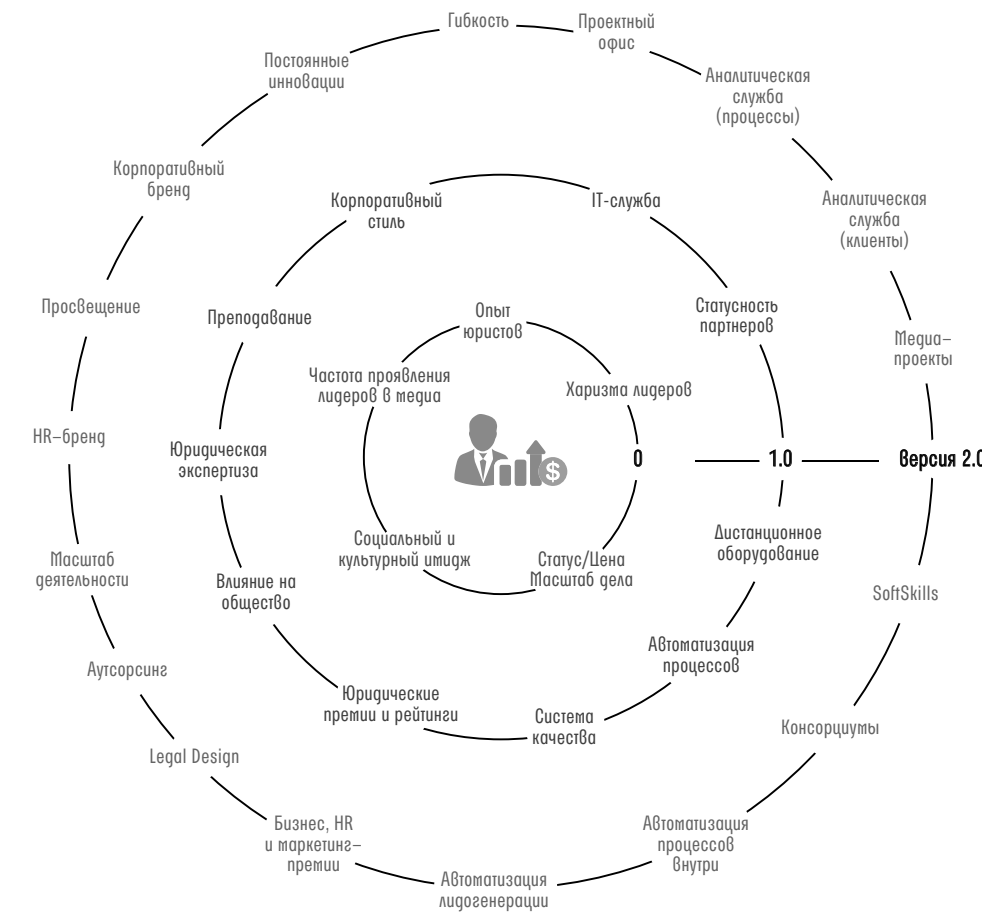 Гибкость
Проектный
офис
Аналитическая
служба
(процессы)
Аналитическая
служба
(клиенты)
Медиа-
проекты
версия 2.0
SoftSkills
Консорциумы
Автоматизация
процессов
внутри
Автоматизация
лидогенерации
Бизнес, HR
и маркетинг-
премии
Legal Design
Аутсорсинг
Масштаб
деятельности
HR-бренд
Просвещение
Корпоративный
бренд
Постоянные
инновации
Корпоративный
стиль
IT-служба
Статусность
партнеров
1.0
Дистанционное
оборудование
Автоматизация
процессов
Система
качества
Юридические
премии и рейтинги
Влияние на
общество
Юридическая
экспертиза
Преподавание
Опыт
юристов
Харизма лидеров
0
Статус/Цена
Масштаб дела
Социальный и
культурный имидж
Частота проявления
лидеров в медиа
$